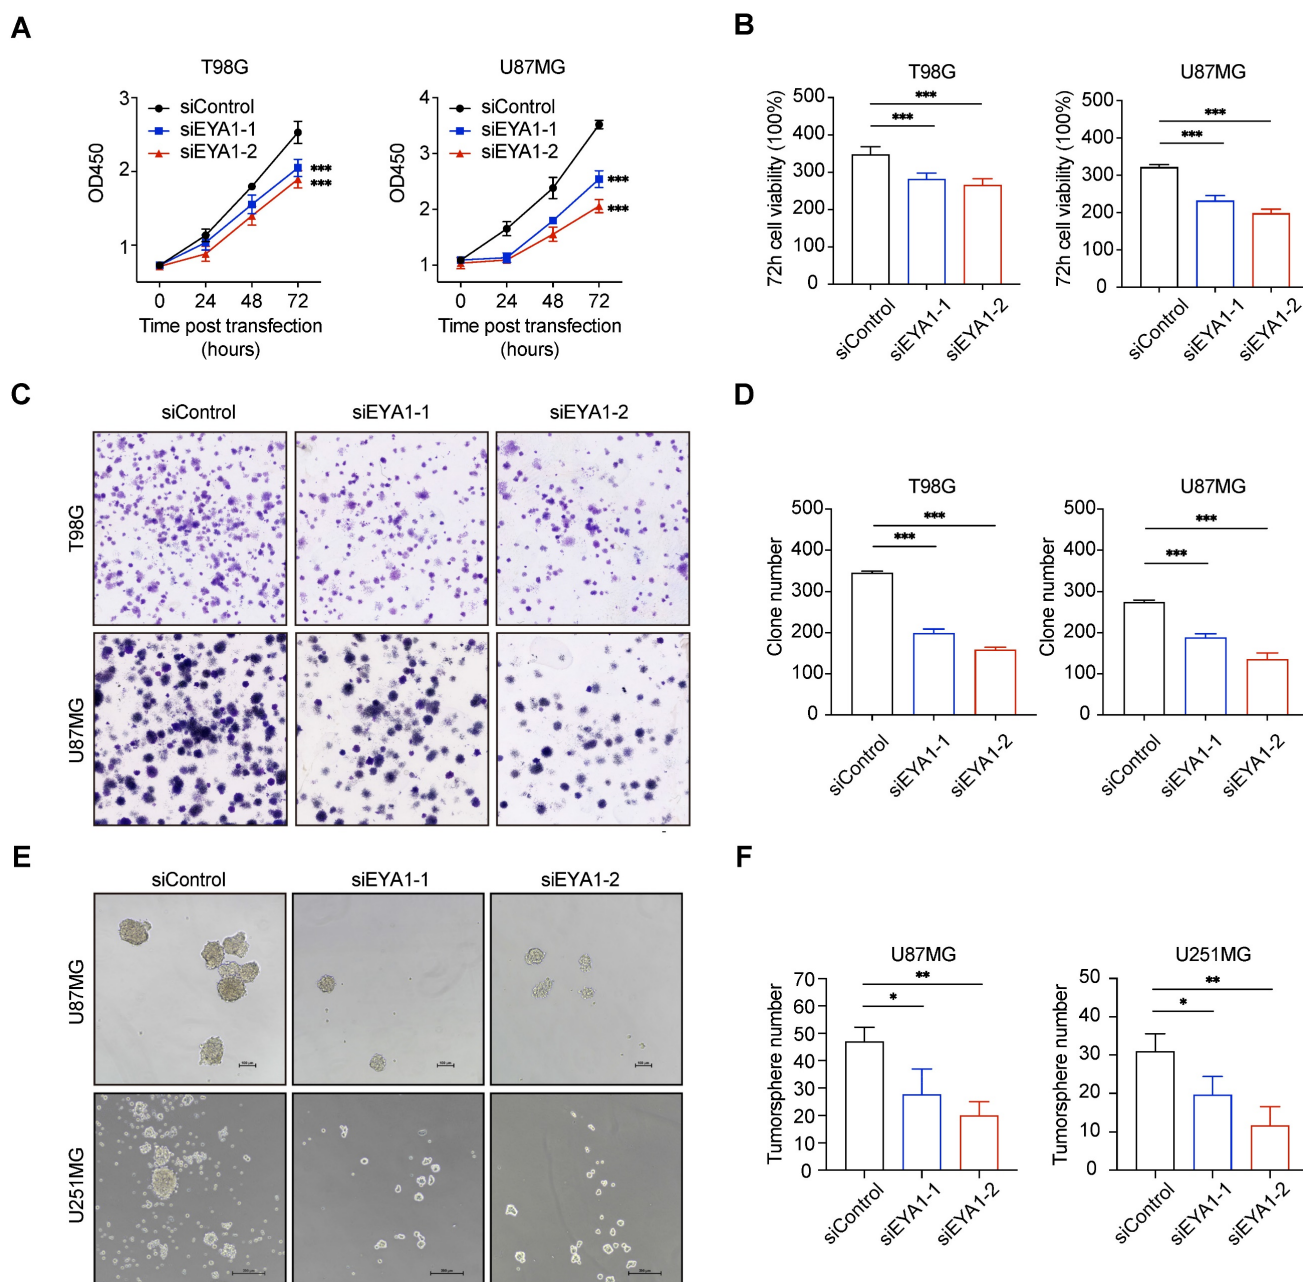 A
T98G
OD450
3
2
1
siControl
siEYA1-1
siEYA1-2
***
***
0 24 48 72
Time post transfection
(hours)
U87MG
OD450
4
3
2
1
siControl
siEYA1-1
siEYA1-2
***
***
0 24 48 72
Time post transfection
(hours)
B
T98G
72h cell viability (100%)
500
400
300
200
100
0
***
***
siControl
siEYA1-1
siEYA1-2
U87MG
72h cell viability (100%)
500
400
300
200
100
0
***
***
siControl
siEYA1-1
siEYA1-2
C
siControl siEYA1-1 siEYA1-2
T98G
U87MG
D
T98G
Clone number
500
400
300
200
100
0
***
***
siControl
siEYA1-1
siEYA1-2
U87MG
Clone number
500
400
300
200
100
0
***
***
siControl
siEYA1-1
siEYA1-2
E
siControl siEYA1-1 siEYA1-2
U87MG
U251MG
F
U87MG
Tumorsphere number
70
60
50
40
30
20
10
0
**
*
siControl
siEYA1-1
siEYA1-2
U251MG
Tumorsphere number
50
40
30
20
10
0
**
*
siControl
siEYA1-1
siEYA1-2